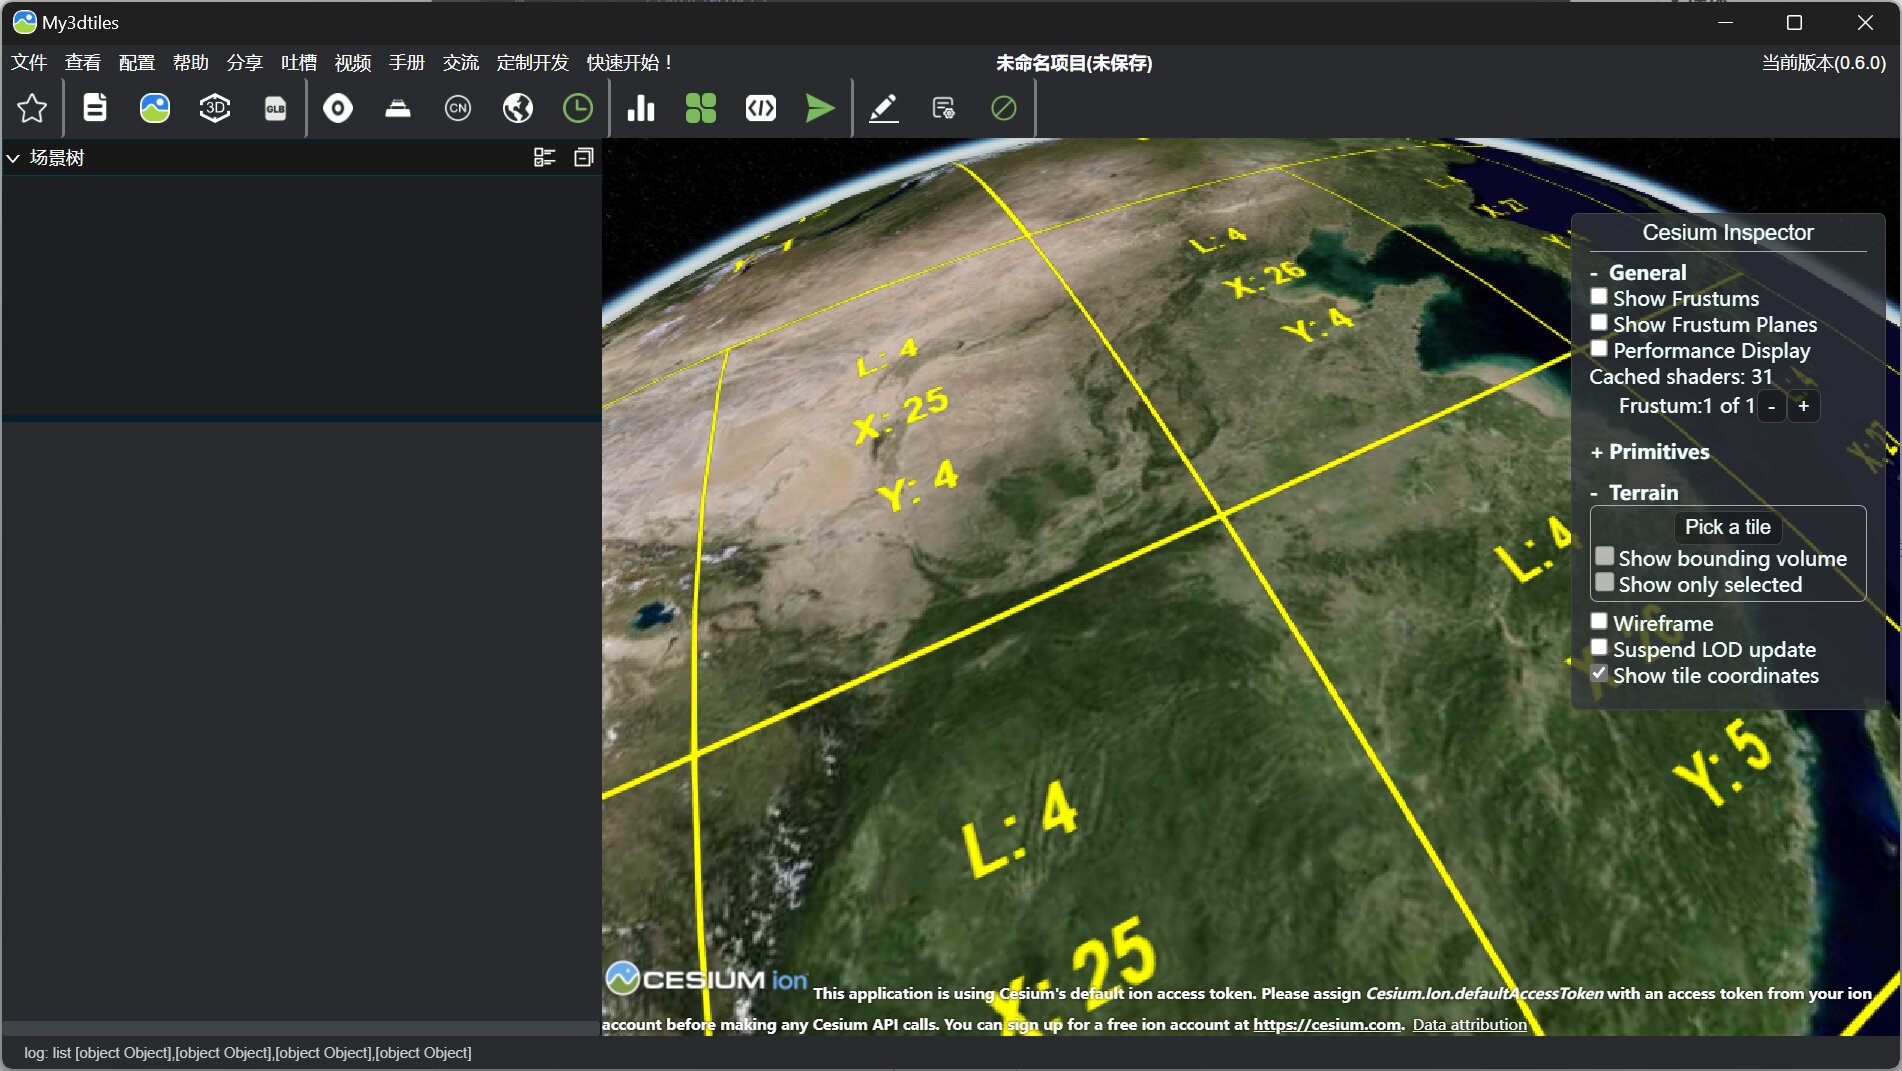 My3dtiles
文件 查看 配置 帮助 分享 吐槽 视频 手册 交流 定制开发 快速开始！ 未命名项目(未保存) 当前版本(0.6.0)
3D GLB CN
场景树
Cesium Inspector
- General
Show Frustums
Show Frustum Planes
Performance Display
Cached shaders: 31
Frustum:1 of 1 - +
+ Primitives
- Terrain
Pick a tile
Show bounding volume
Show only selected
Wireframe
Suspend LOD update
Show tile coordinates
L: 4
X: 26
Y: 4
L: 4
X: 25
Y: 4
L: 4
Y: 5
L: 4
X: 25
CESIUM ion This application is using Cesium's default ion access token. Please assign Cesium.Ion.defaultAccessToken with an access token from your ion
account before making any Cesium API calls. You can sign up for a free ion account at https://cesium.com. Data attribution
log: list [object Object],[object Object],[object Object],[object Object]